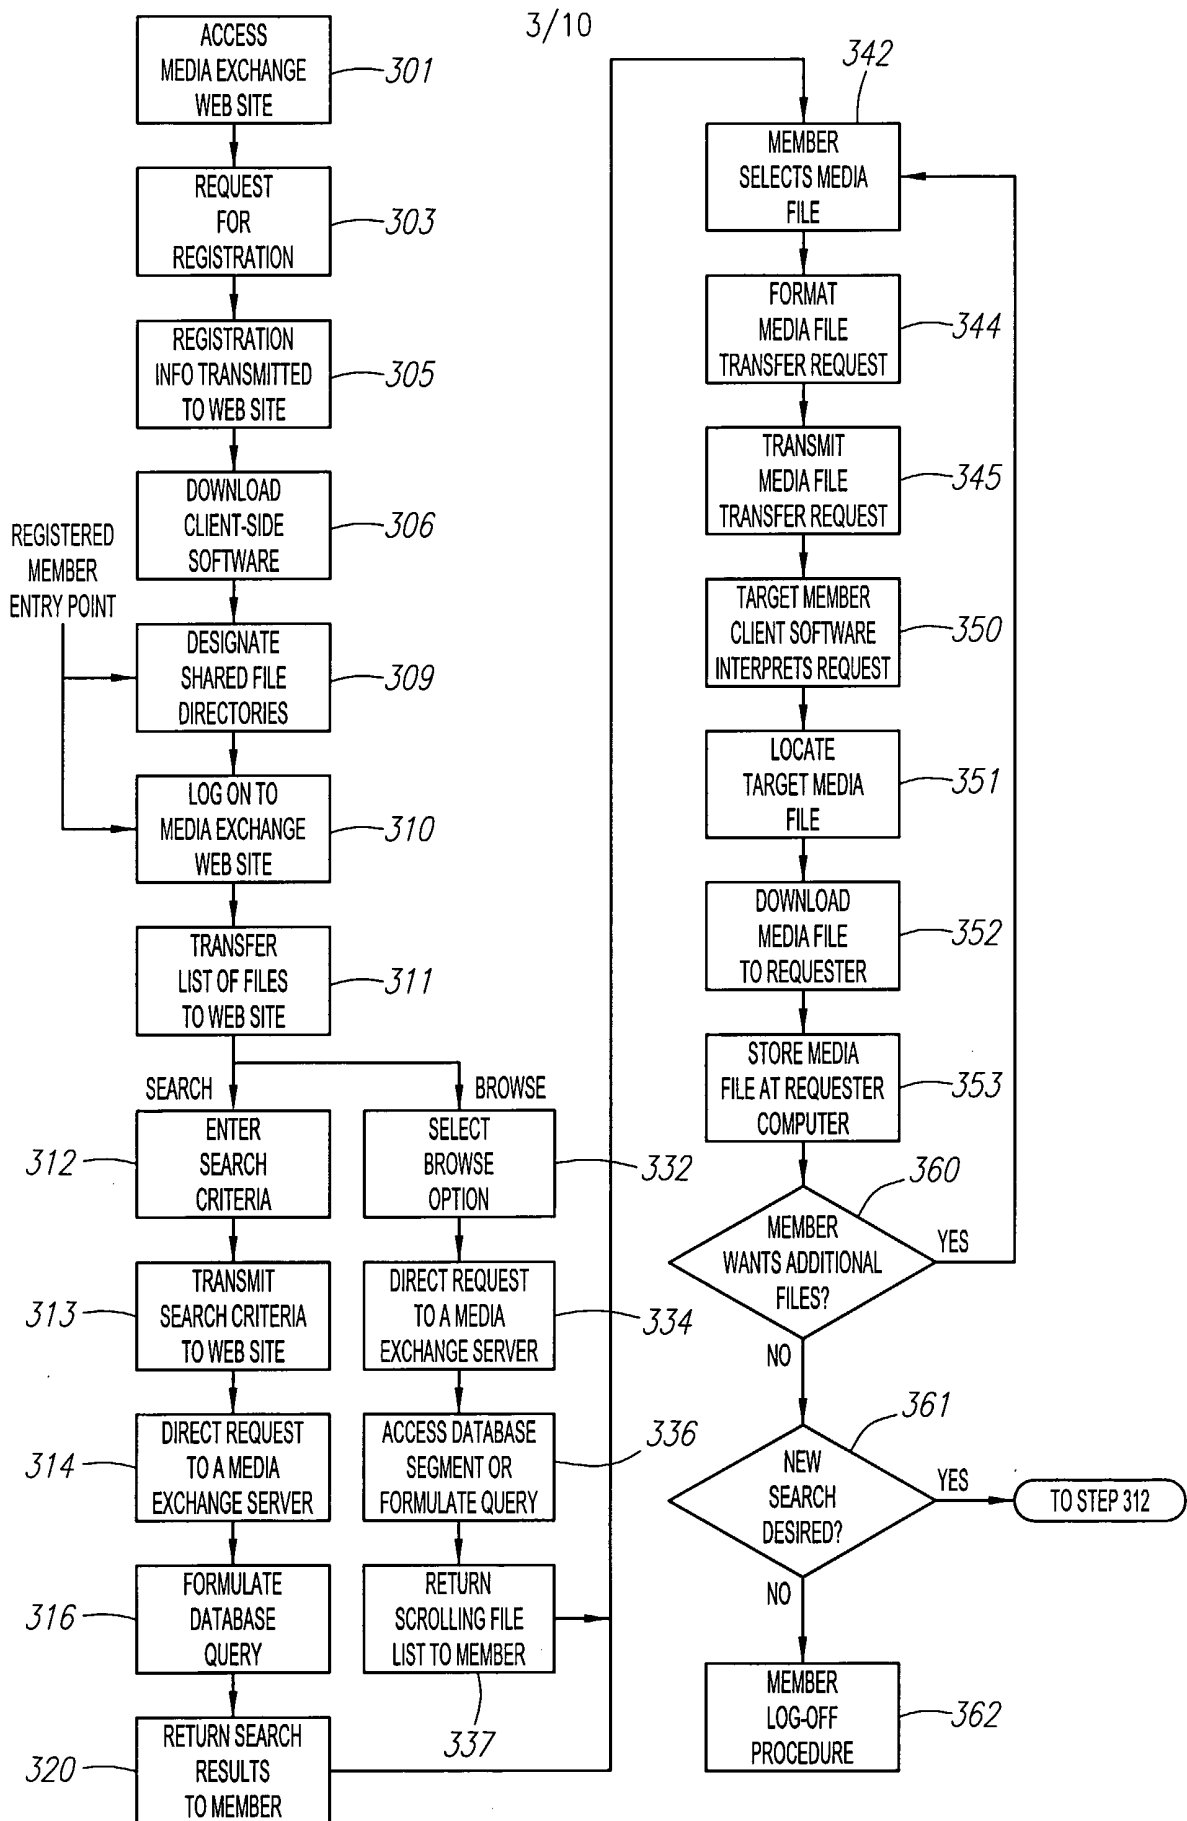 3/10
ACCESS
MEDIA EXCHANGE
WEB SITE
301
REQUEST
FOR
REGISTRATION
303
REGISTRATION
INFO TRANSMITTED
TO WEB SITE
305
DOWNLOAD
CLIENT-SIDE
SOFTWARE
306
REGISTERED
MEMBER
ENTRY POINT
DESIGNATE
SHARED FILE
DIRECTORIES
309
LOG ON TO
MEDIA EXCHANGE
WEB SITE
310
TRANSFER
LIST OF FILES
TO WEB SITE
311
SEARCH
ENTER
SEARCH
CRITERIA
312
TRANSMIT
SEARCH CRITERIA
TO WEB SITE
313
DIRECT REQUEST
TO A MEDIA
EXCHANGE SERVER
314
FORMULATE
DATABASE
QUERY
316
RETURN SEARCH
RESULTS
TO MEMBER
320
BROWSE
SELECT
BROWSE
OPTION
332
DIRECT REQUEST
TO A MEDIA
EXCHANGE SERVER
334
ACCESS DATABASE
SEGMENT OR
FORMULATE QUERY
336
RETURN
SCROLLING FILE
LIST TO MEMBER
337
342
MEMBER
SELECTS MEDIA
FILE
FORMAT
MEDIA FILE
TRANSFER REQUEST
344
TRANSMIT
MEDIA FILE
TRANSFER REQUEST
345
TARGET MEMBER
CLIENT SOFTWARE
INTERPRETS REQUEST
350
LOCATE
TARGET MEDIA
FILE
351
DOWNLOAD
MEDIA FILE
TO REQUESTER
352
STORE MEDIA
FILE AT REQUESTER
COMPUTER
353
360
MEMBER
WANTS ADDITIONAL
FILES?
YES
NO
361
NEW
SEARCH
DESIRED?
YES
TO STEP 312
NO
MEMBER
LOG-OFF
PROCEDURE
362